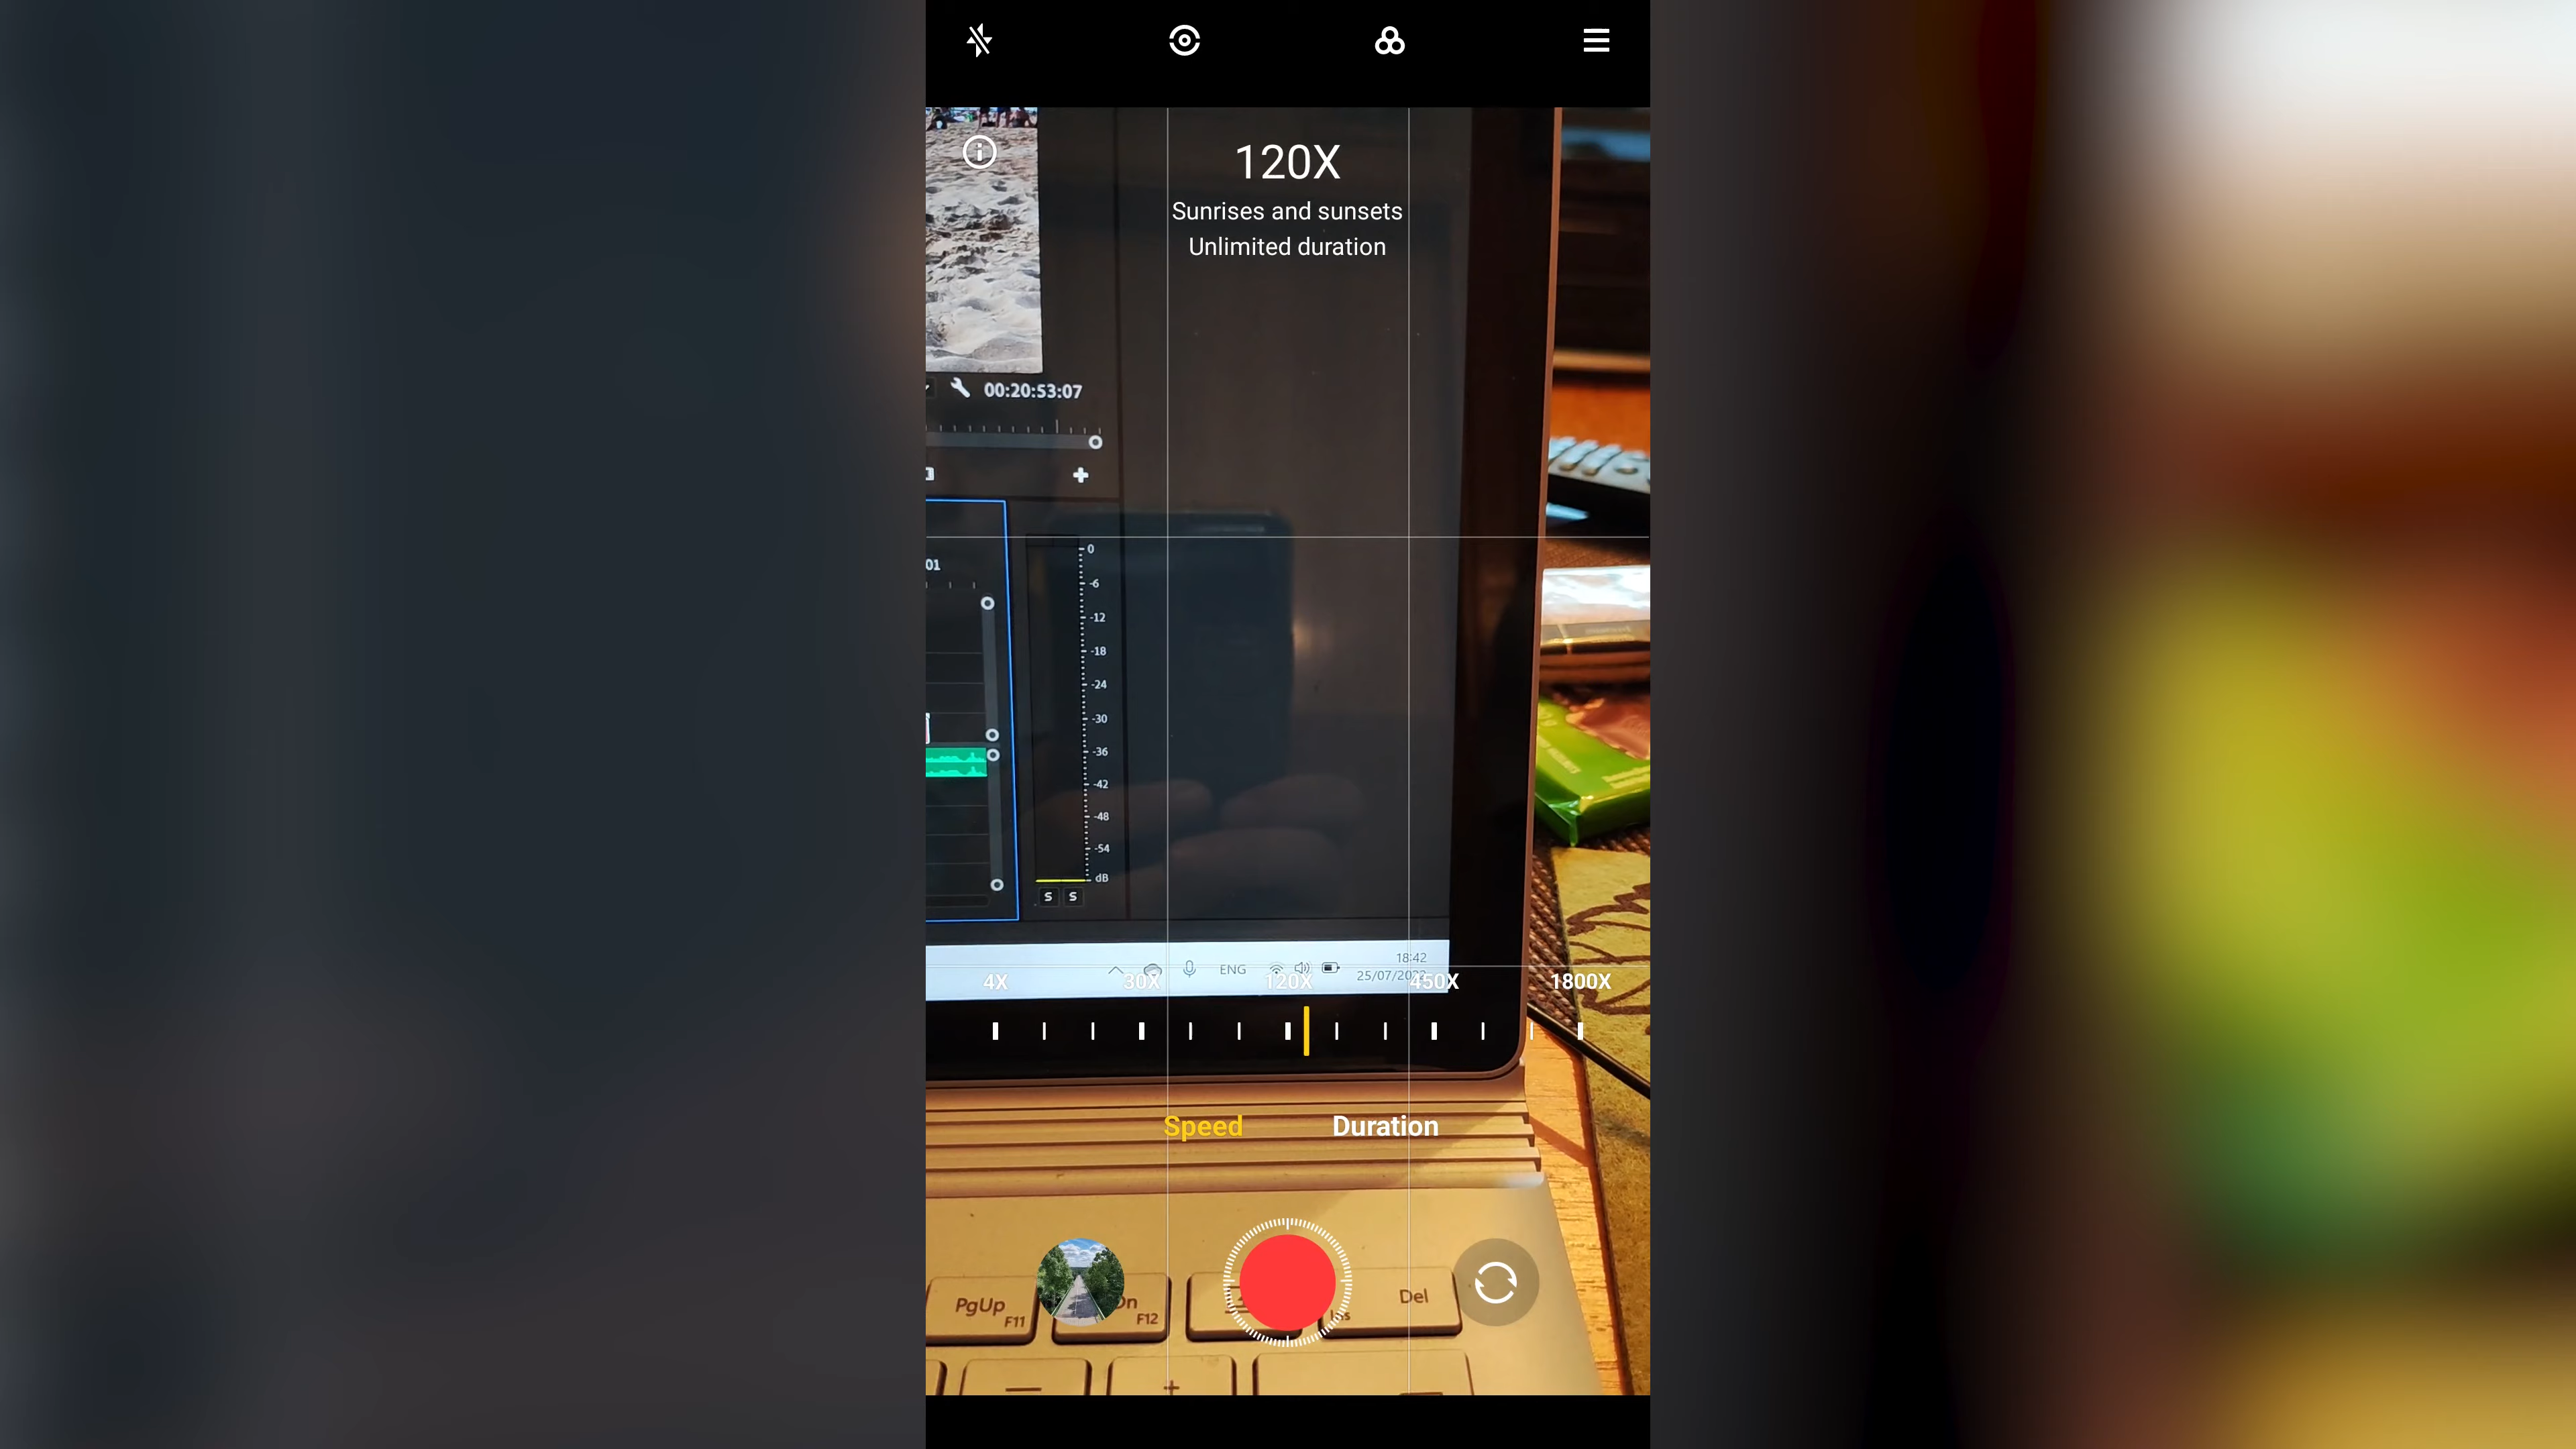 120X
Sunrises and sunsets
Unlimited duration
00:20:53:07
01
0
-6
-12
-18
-24
-30
-36
-42
-48
-54
dB
S S
ENG
18:42
4X 30X 120X 450X 1800X
Speed Duration
PgUp F11
F12
Del
Ins